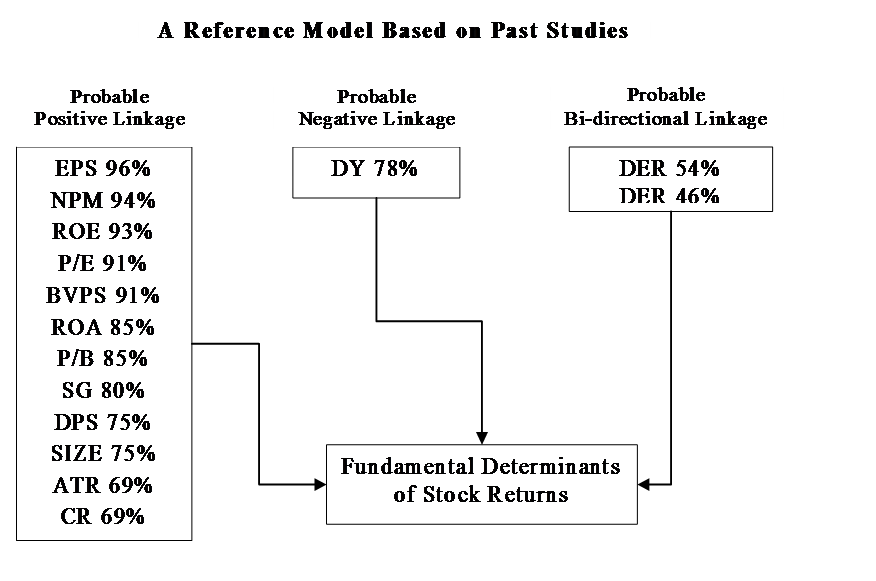 A Reference Model Based on Past Studies
Probable
Positive Linkage
EPS 96%
NPM 94%
ROE 93%
P/E 91%
BVPS 91%
ROA 85%
P/B 85%
SG 80%
DPS 75%
SIZE 75%
ATR 69%
CR 69%
Probable
Negative Linkage
DY 78%
Probable
Bi-directional Linkage
DER 54%
DER 46%
Fundamental Determinants
of Stock Returns